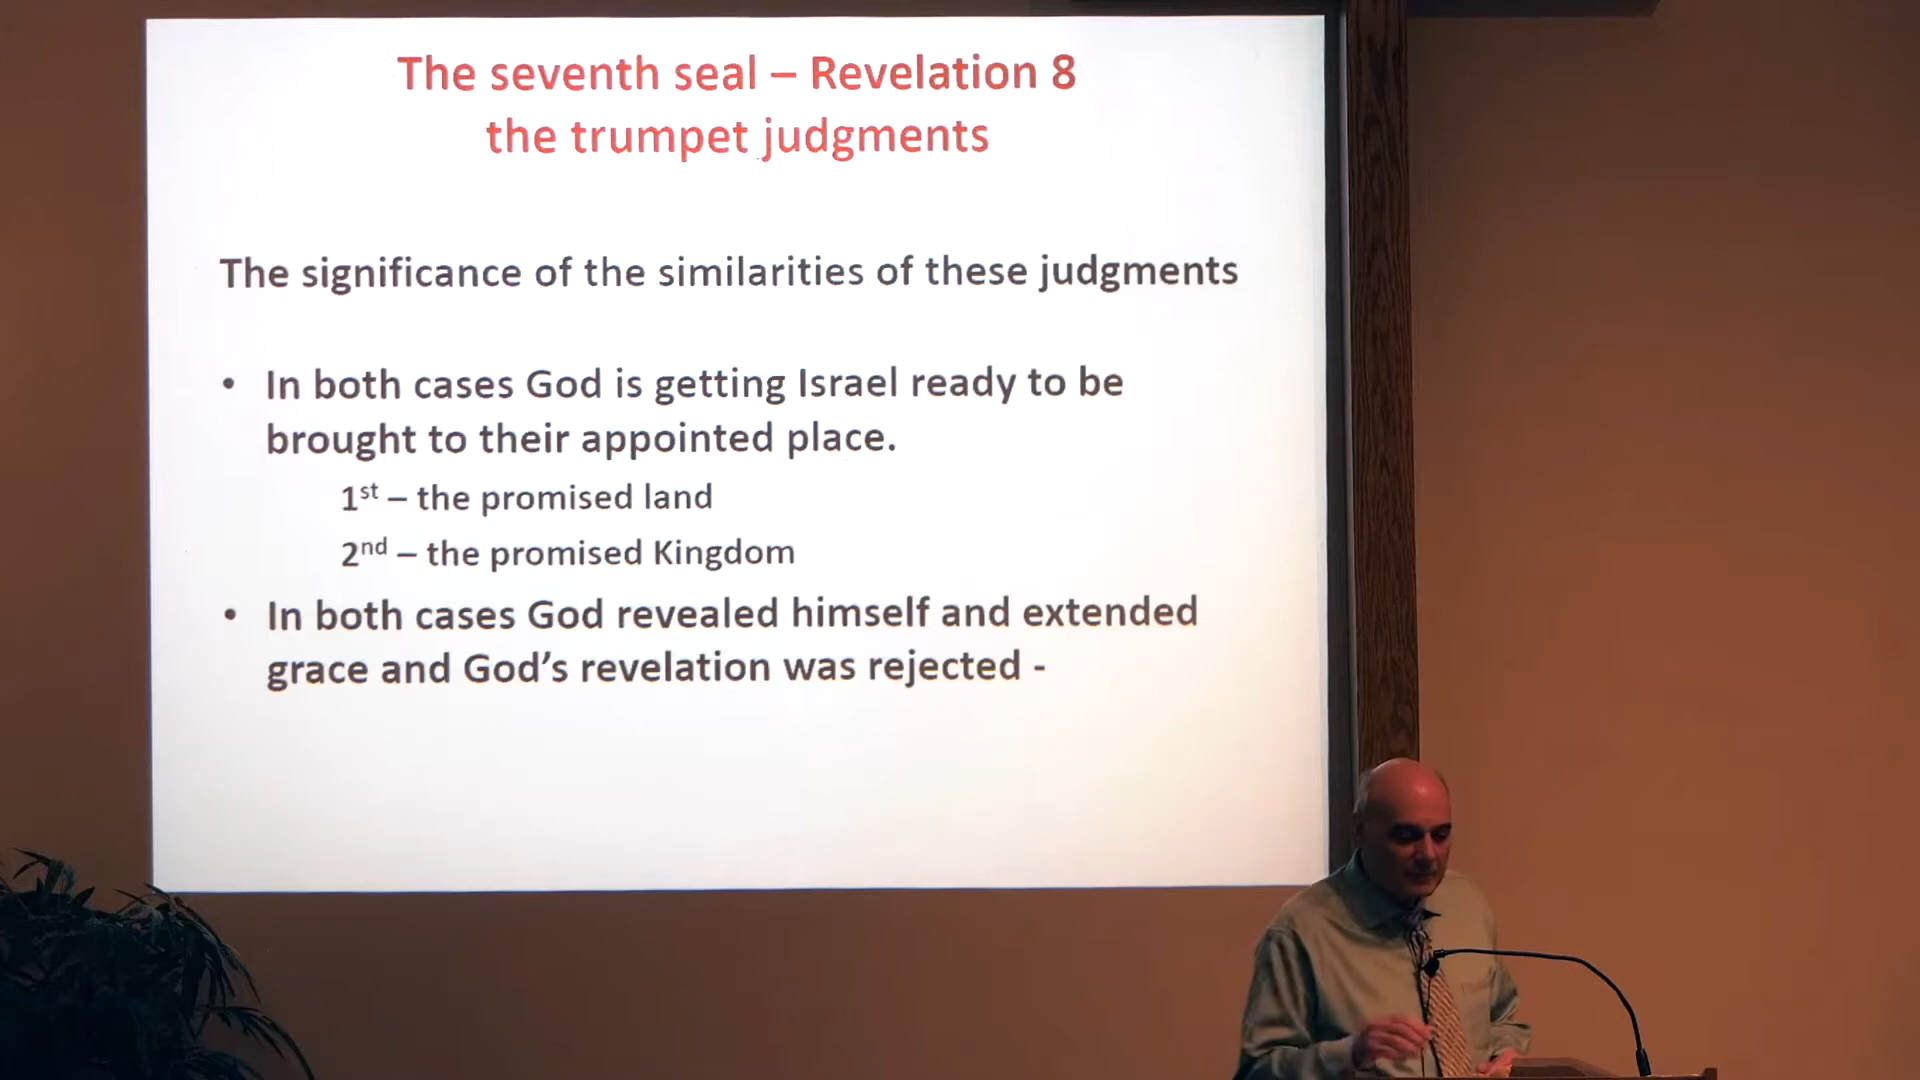 The seventh seal – Revelation 8
the trumpet judgments
The significance of the similarities of these judgments
• In both cases God is getting Israel ready to be
brought to their appointed place.
1st – the promised land
2nd – the promised Kingdom
• In both cases God revealed himself and extended
grace and God's revelation was rejected -